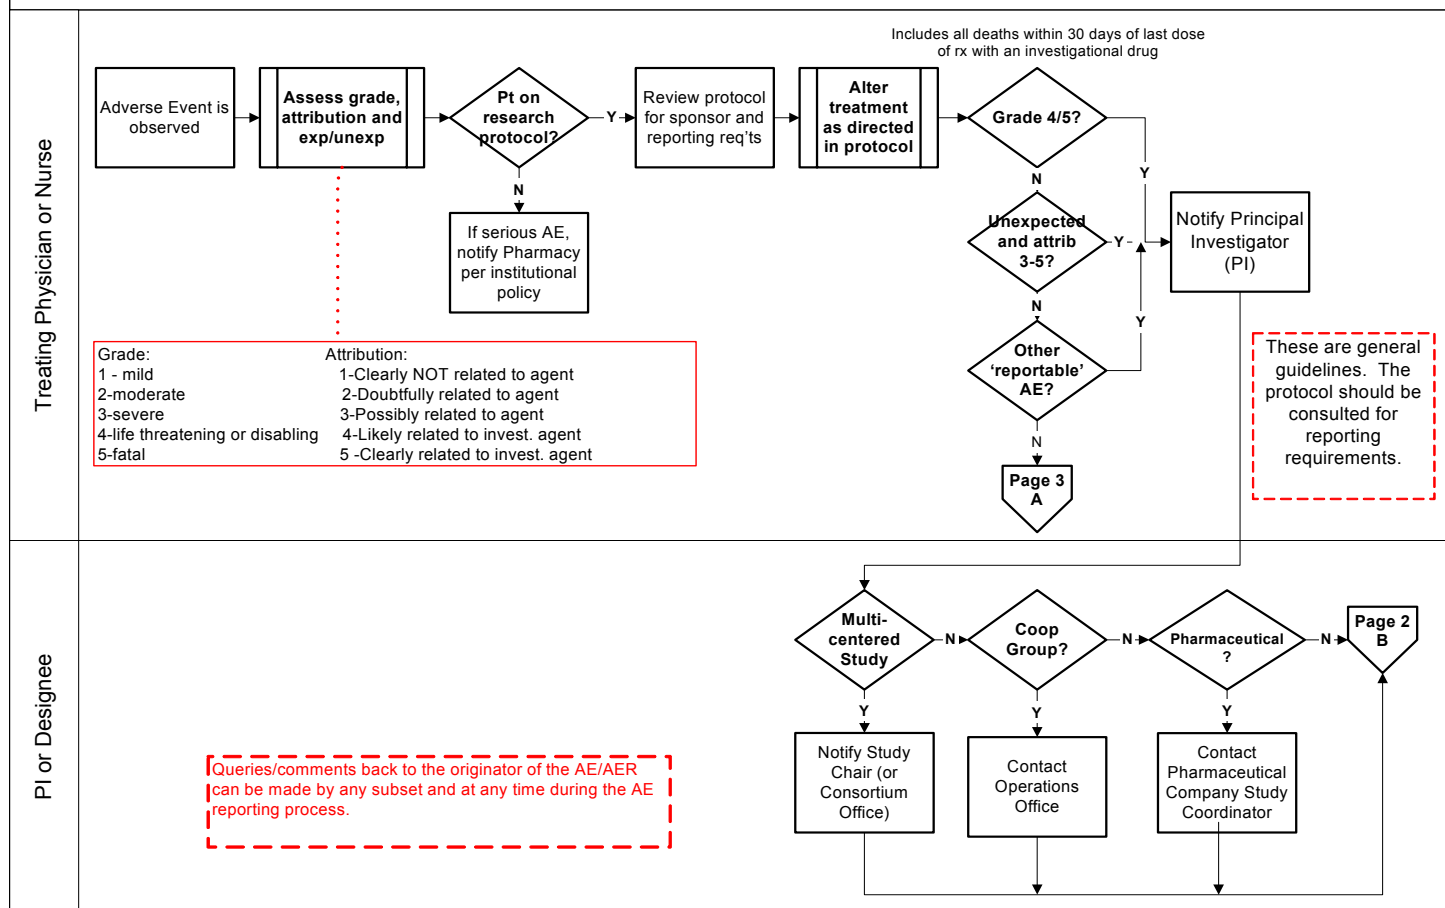 Treating Physician or Nurse
Includes all deaths within 30 days of last dose
of rx with an investigational drug
Adverse Event is
observed
Assess grade,
attribution and
exp/unexp
Pt on
research
protocol?
Y
Review protocol
for sponsor and
reporting req'ts
Alter
treatment
as directed
in protocol
Grade 4/5?
Y
N
N
If serious AE,
notify Pharmacy
per institutional
policy
Unexpected
and attrib
3-5?
Y
Notify Principal
Investigator
(PI)
N
Y
Other
‘reportable’
AE?
N
Page 3
A
Grade:
1 - mild
2-moderate
3-severe
4-life threatening or disabling
5-fatal
Attribution:
1-Clearly NOT related to agent
2-Doubtfully related to agent
3-Possibly related to agent
4-Likely related to invest. agent
5 -Clearly related to invest. agent
These are general
guidelines. The
protocol should be
consulted for
reporting
requirements.
PI or Designee
Multi-
centered
Study
N
Coop
Group?
N
Pharmaceutical
?
N
Page 2
B
Y
Y
Y
Notify Study
Chair (or
Consortium
Office)
Contact
Operations
Office
Contact
Pharmaceutical
Company Study
Coordinator
Queries/comments back to the originator of the AE/AER
can be made by any subset and at any time during the AE
reporting process.